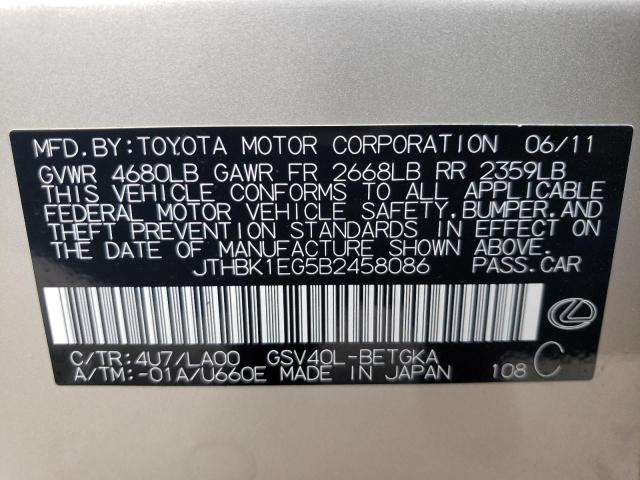 MFD. BY: TOYOTA MOTOR CORPORATION 06/11
GVWR 4680LB GAWR FR 2668LB RR 2359LB
THIS VEHICLE CONFORMS TO ALL APPLICABLE
FEDERAL MOTOR VEHICLE SAFETY, BUMPER, AND
THEFT PREVENTION STANDARDS IN EFFECT ON
THE DATE OF MANUFACTURE SHOWN ABOVE.
JTHBK1EG5B2458086 PASS. CAR
C/TR: 4U7/LA00 GSV40L-BETGKA
A/TM: -01A/U660E MADE IN JAPAN 108 C